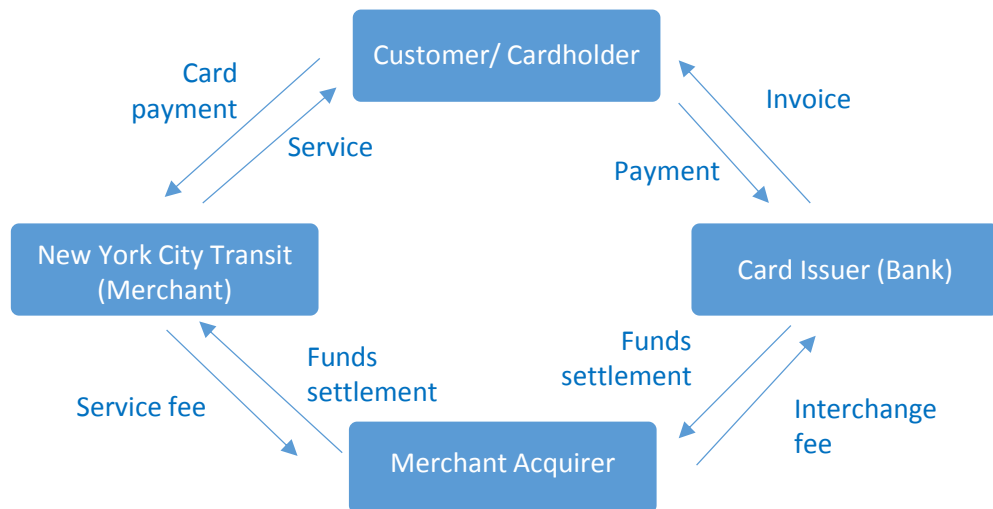 Customer/ Cardholder
Card
payment
Service
Invoice
Payment
New York City Transit
(Merchant)
Card Issuer (Bank)
Funds
settlement
Service fee
Funds
settlement
Interchange
fee
Merchant Acquirer